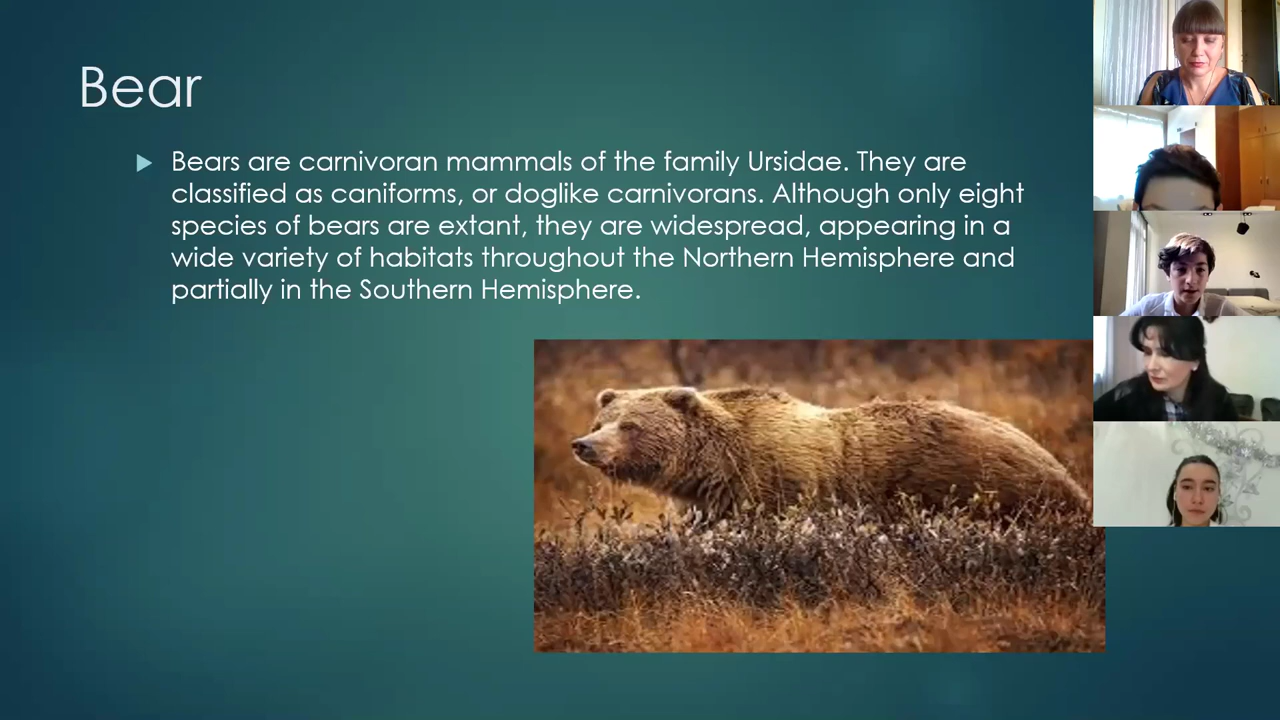 Bear
Bears are carnivoran mammals of the family Ursidae. They are
classified as caniforms, or doglike carnivorans. Although only eight
species of bears are extant, they are widespread, appearing in a
wide variety of habitats throughout the Northern Hemisphere and
partially in the Southern Hemisphere.